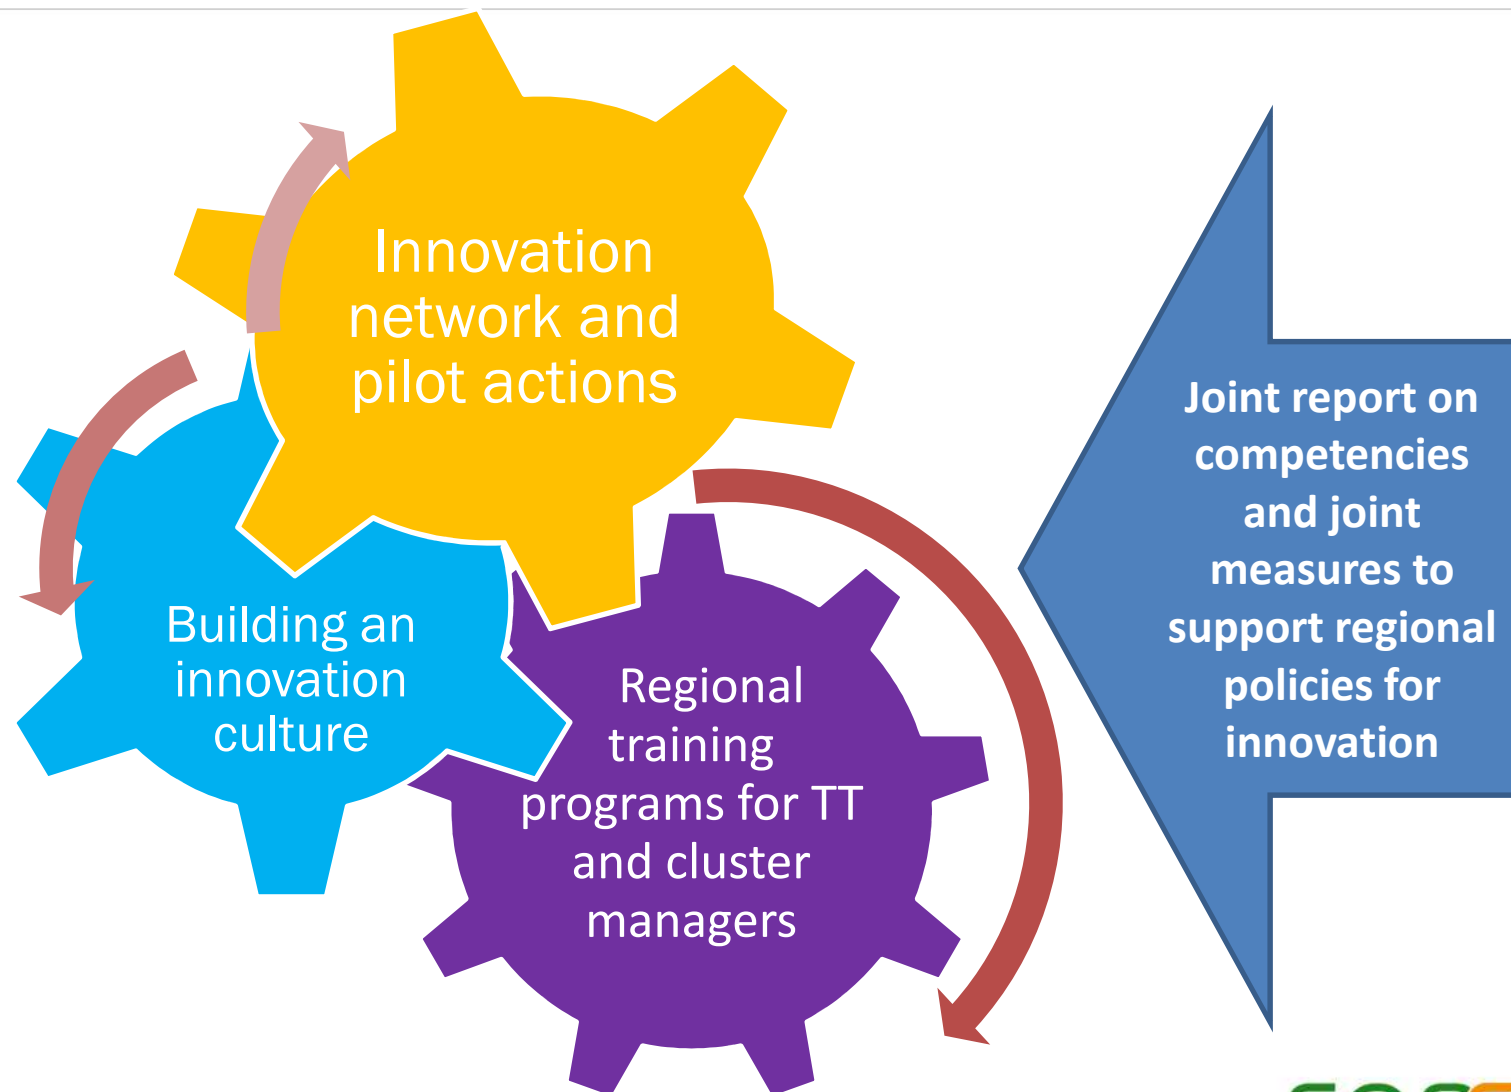 Innovation
network and
pilot actions
Building an
innovation
culture
Regional
training
programs for TT
and cluster
managers
Joint report on
competencies
and joint
measures to
support regional
policies for
innovation